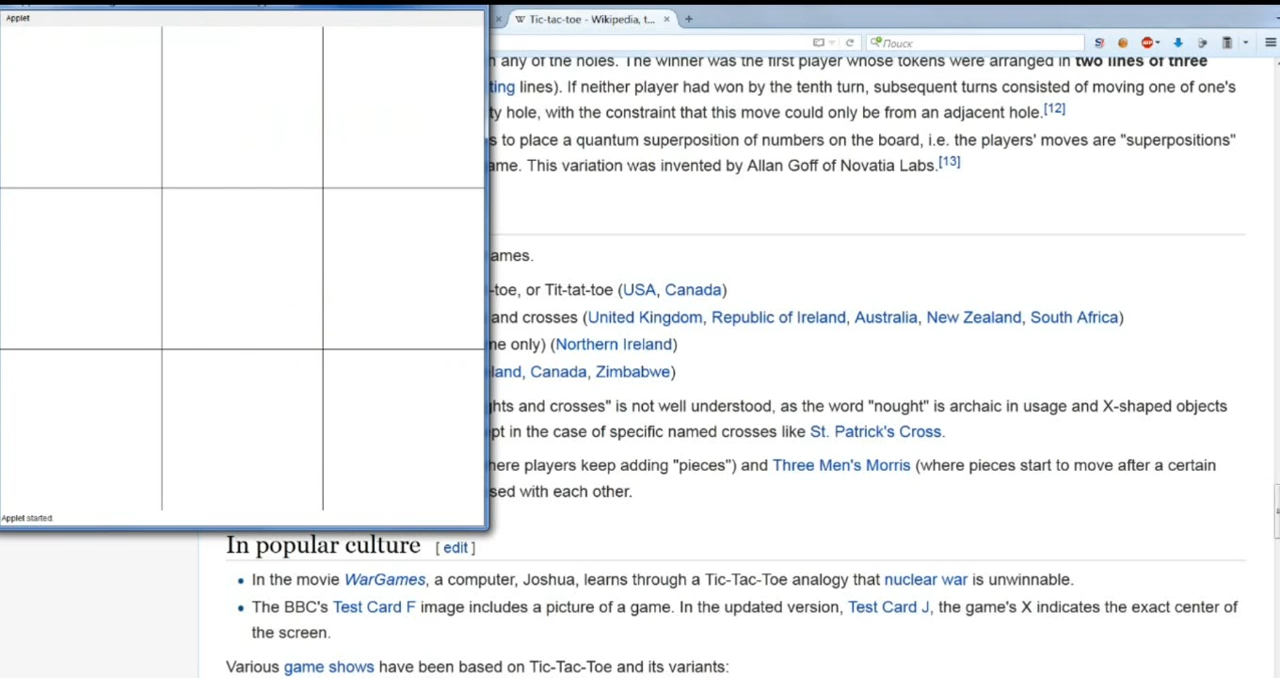 Applet
Tic-tac-toe - Wikipedia, t...
Поиск
any of the holes. The winner was the first player whose tokens were arranged in two lines of three
ting lines). If neither player had won by the tenth turn, subsequent turns consisted of moving one of one's
ty hole, with the constraint that this move could only be from an adjacent hole.[12]
s to place a quantum superposition of numbers on the board, i.e. the players' moves are "superpositions"
ame. This variation was invented by Allan Goff of Novatia Labs.[13]
ames.
-toe, or Tit-tat-toe (USA, Canada)
and crosses (United Kingdom, Republic of Ireland, Australia, New Zealand, South Africa)
me only) (Northern Ireland)
land, Canada, Zimbabwe)
ghts and crosses" is not well understood, as the word "nought" is archaic in usage and X-shaped objects
pt in the case of specific named crosses like St. Patrick's Cross.
here players keep adding "pieces") and Three Men's Morris (where pieces start to move after a certain
sed with each other.
Applet started.
In popular culture [ edit ]
In the movie WarGames, a computer, Joshua, learns through a Tic-Tac-Toe analogy that nuclear war is unwinnable.
The BBC's Test Card F image includes a picture of a game. In the updated version, Test Card J, the game's X indicates the exact center of
the screen.
Various game shows have been based on Tic-Tac-Toe and its variants: